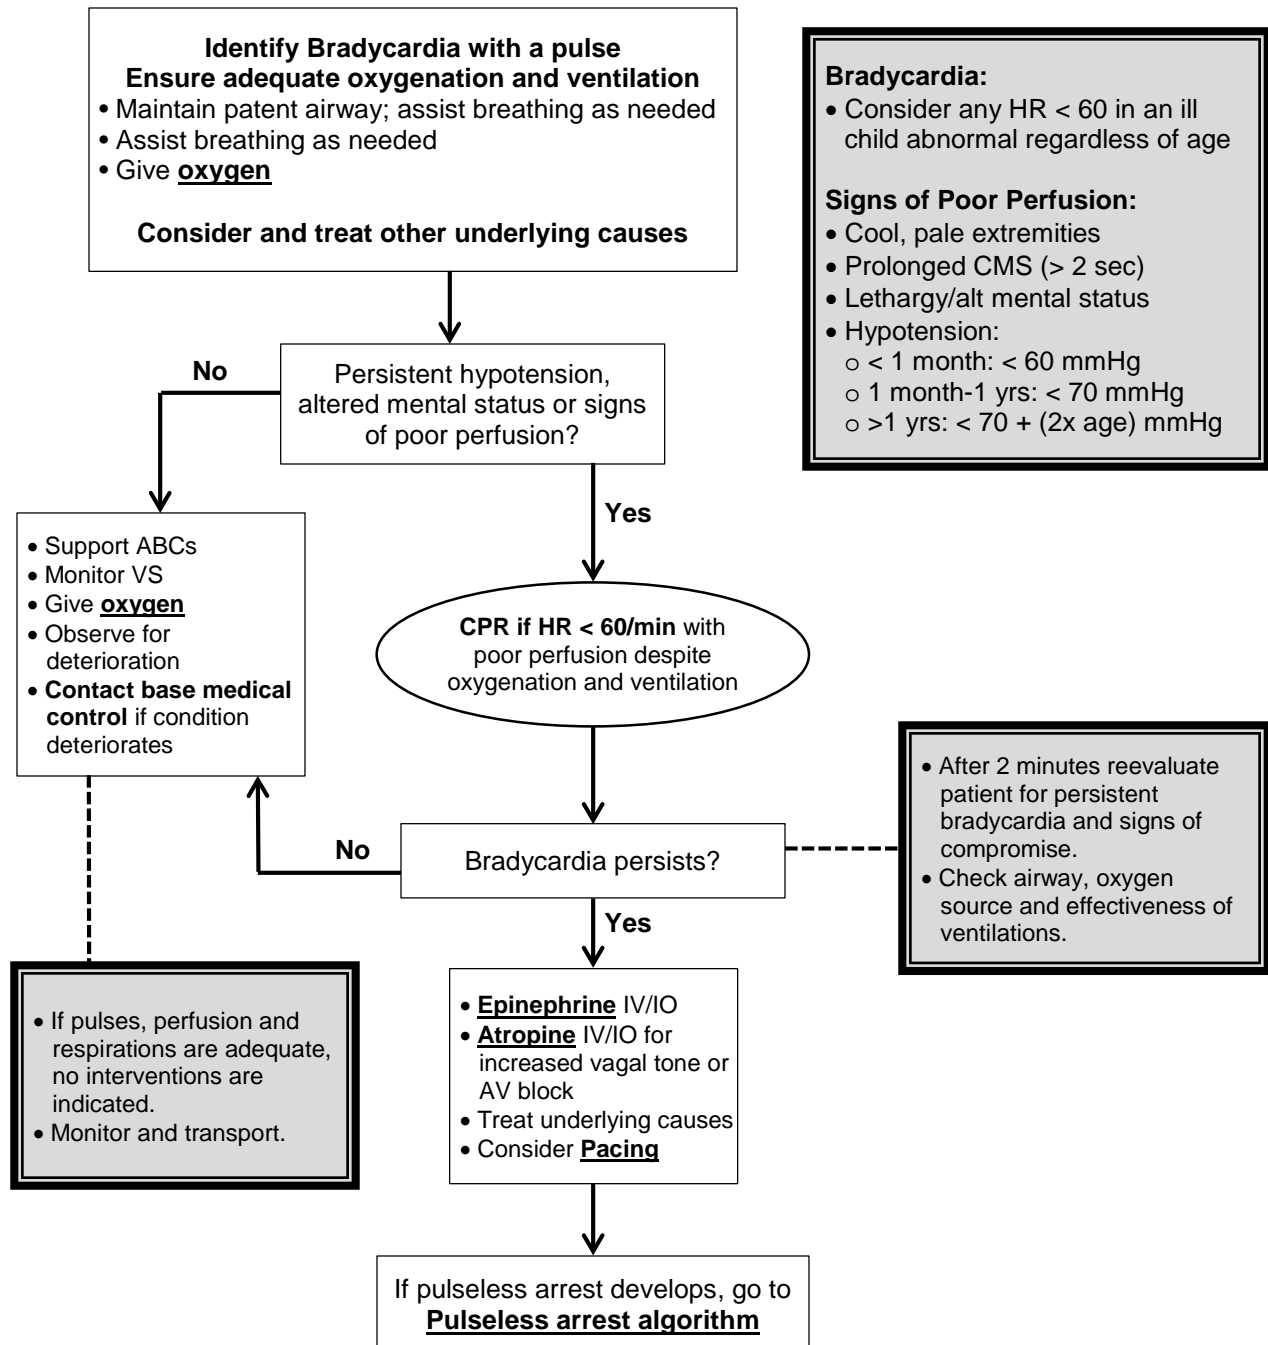 Identify Bradycardia with a pulse
Ensure adequate oxygenation and ventilation
• Maintain patent airway; assist breathing as needed
• Assist breathing as needed
• Give oxygen
Consider and treat other underlying causes
Bradycardia:
• Consider any HR < 60 in an ill
child abnormal regardless of age
Signs of Poor Perfusion:
• Cool, pale extremities
• Prolonged CMS (> 2 sec)
• Lethargy/alt mental status
• Hypotension:
o < 1 month: < 60 mmHg
o 1 month-1 yrs: < 70 mmHg
o >1 yrs: < 70 + (2x age) mmHg
No
Persistent hypotension,
altered mental status or signs
of poor perfusion?
Yes
• Support ABCs
• Monitor VS
• Give oxygen
• Observe for
deterioration
• Contact base medical
control if condition
deteriorates
CPR if HR < 60/min with
poor perfusion despite
oxygenation and ventilation
• After 2 minutes reevaluate
patient for persistent
bradycardia and signs of
compromise.
• Check airway, oxygen
source and effectiveness of
ventilations.
No
Bradycardia persists?
Yes
• If pulses, perfusion and
respirations are adequate,
no interventions are
indicated.
• Monitor and transport.
• Epinephrine IV/IO
• Atropine IV/IO for
increased vagal tone or
AV block
• Treat underlying causes
• Consider Pacing
If pulseless arrest develops, go to
Pulseless arrest algorithm